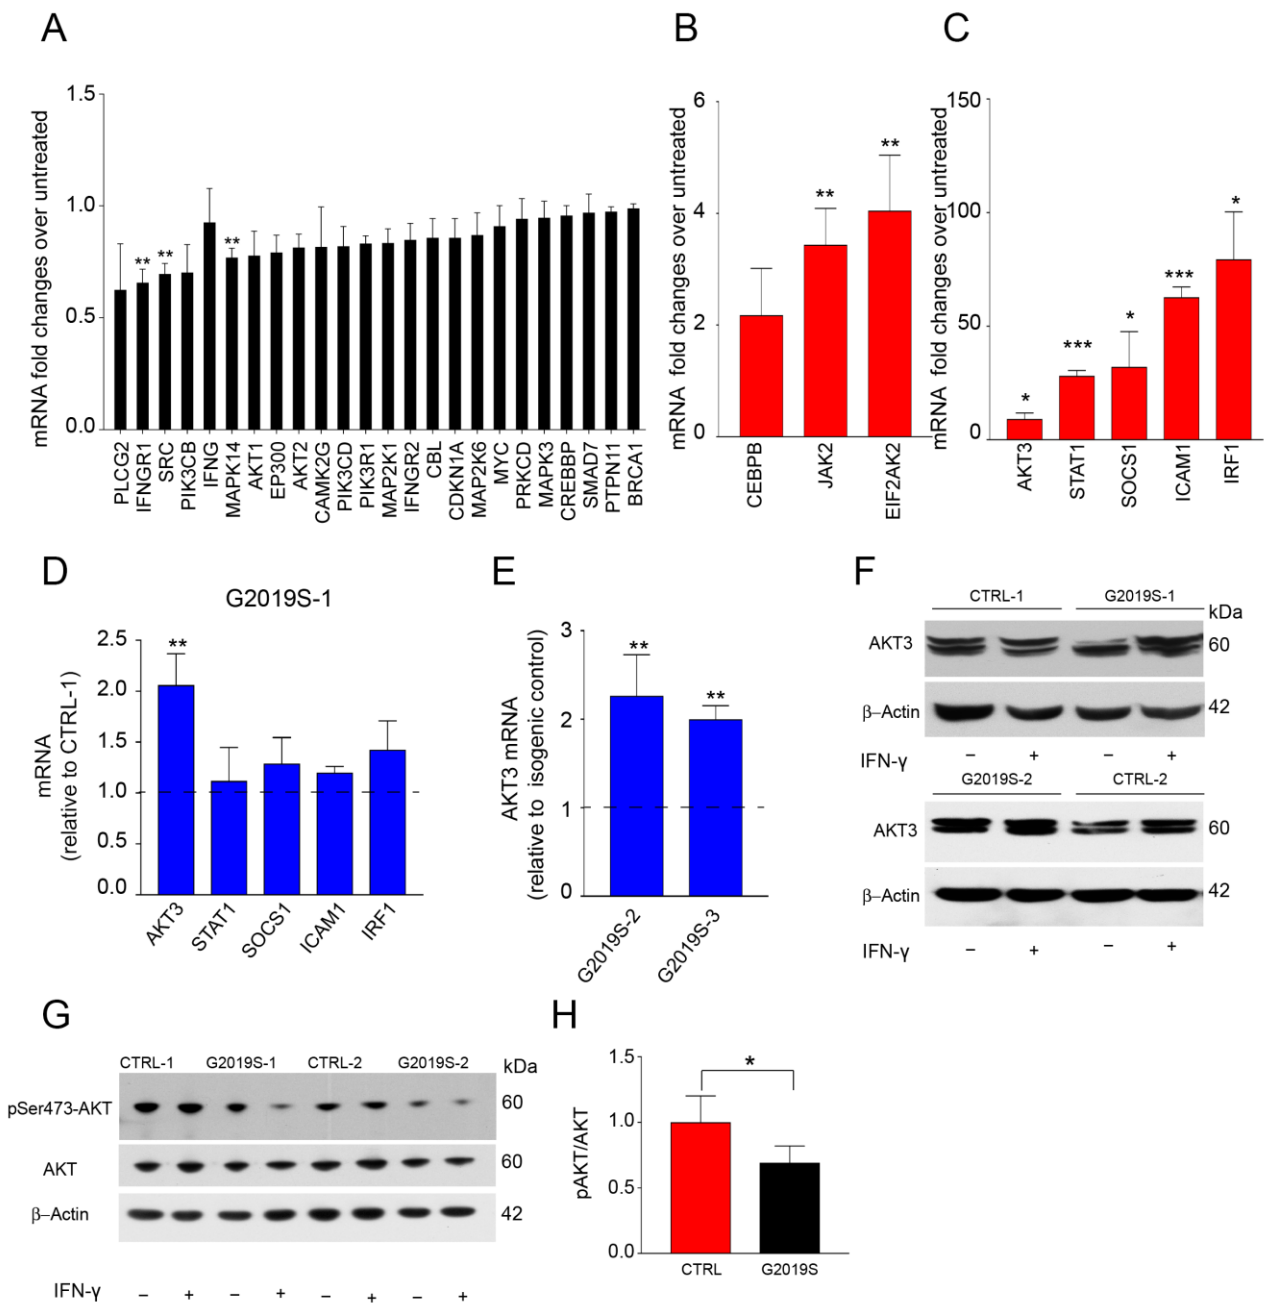 A
mRNA fold changes over untreated
1.5
1.0
0.5
0.0
** ** **
PLCG2
IFNGR1
SRC
PIK3CB
IFNG
MAPK14
AKT1
EP300
AKT2
CAMK2G
PIK3CD
PIK3R1
MAP2K1
IFNGR2
CBL
CDKN1A
MAP2K6
MYC
PRKCD
MAPK3
CREBBP
SMAD7
PTPN11
BRCA1
B
mRNA fold changes over untreated
6
4
2
0
** **
CEBPB
JAK2
EIF2AK2
C
mRNA fold changes over untreated
150
100
50
0
* *** * *** *
AKT3
STAT1
SOCS1
ICAM1
IRF1
D
G2019S-1
mRNA
(relative to CTRL-1)
2.5
2.0
1.5
1.0
0.5
0.0
**
AKT3
STAT1
SOCS1
ICAM1
IRF1
E
AKT3 mRNA
(relative to isogenic control)
3
2
1
0
** **
G2019S-2
G2019S-3
F
CTRL-1 G2019S-1
kDa
AKT3 60
β–Actin 42
IFN-γ – + – +
G2019S-2 CTRL-2
AKT3 60
β–Actin 42
IFN-γ – + – +
G
CTRL-1 G2019S-1 CTRL-2 G2019S-2 kDa
pSer473-AKT 60
AKT 60
β–Actin 42
IFN-γ – + – + – + – +
H
pAKT/AKT
1.5
1.0
0.5
0.0
*
CTRL G2019S